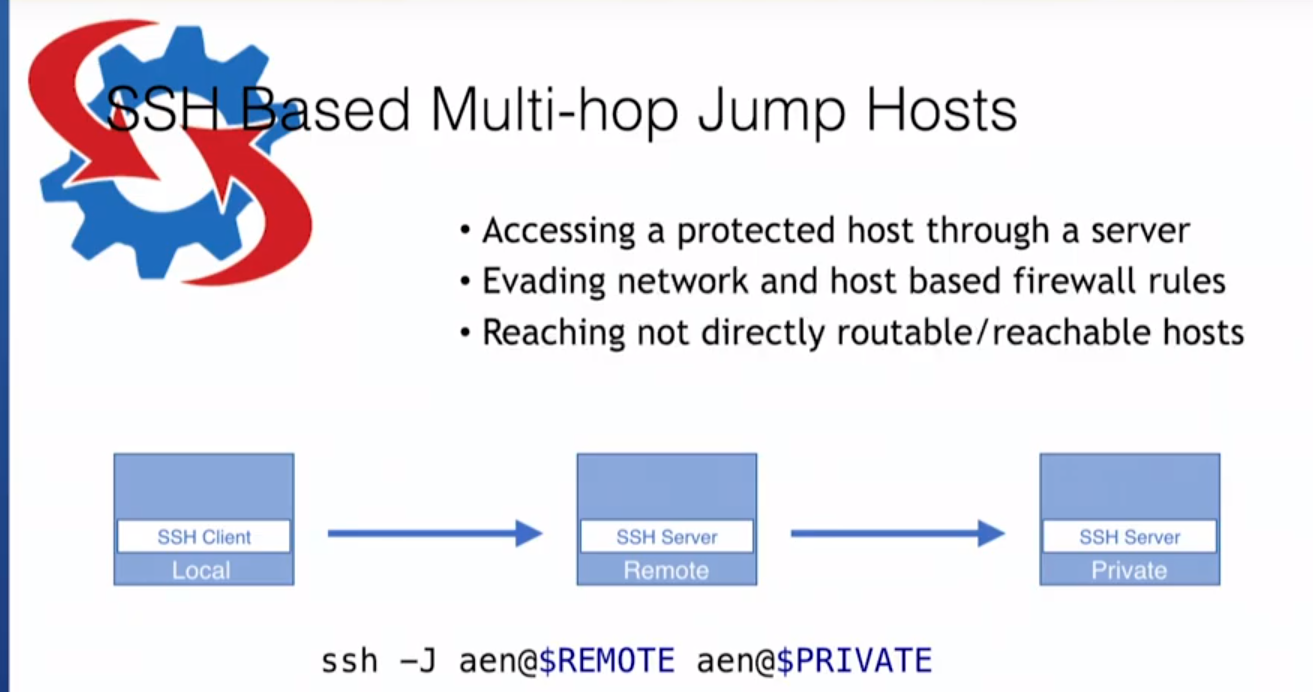 SSH Based Multi-hop Jump Hosts
• Accessing a protected host through a server
• Evading network and host based firewall rules
• Reaching not directly routable/reachable hosts
SSH Client
Local
SSH Server
Remote
SSH Server
Private
ssh –J aen@$REMOTE aen@$PRIVATE